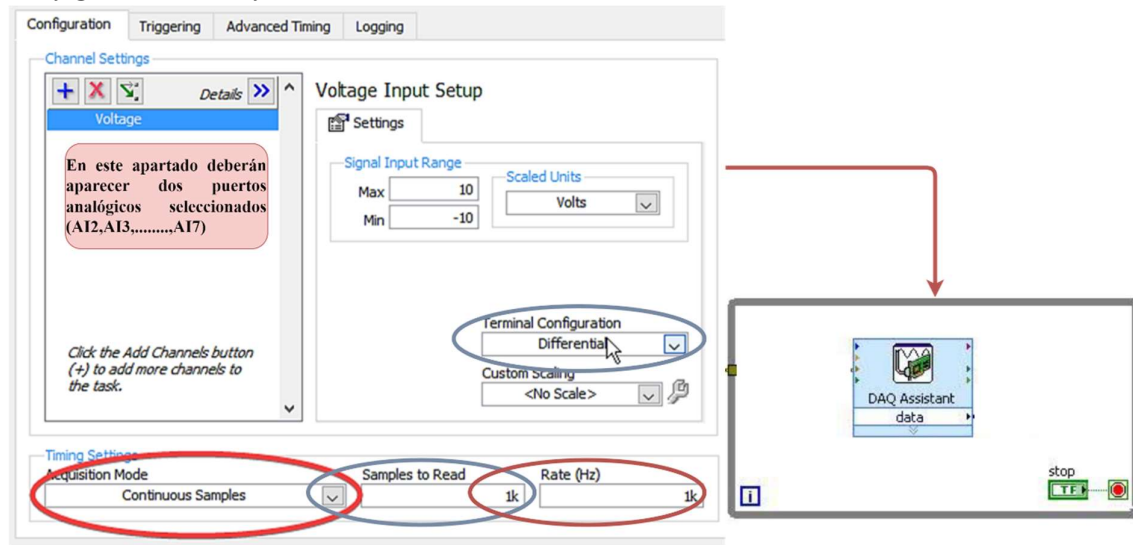 Configuration Triggering Advanced Timing Logging
Channel Settings
Details
Voltage
En este apartado deberán
aparecer dos puertos
analógicos seleccionados
(AI2,AI3,........,AI7)
Click the Add Channels button
(+) to add more channels to
the task.
Voltage Input Setup
Settings
Signal Input Range
Max 10
Min -10
Scaled Units
Volts
Terminal Configuration
Differential
Custom Scaling
<No Scale>
Timing Settings
Acquisition Mode Samples to Read Rate (Hz)
Continuous Samples 1k 1k
DAQ Assistant
data
stop
TF
i